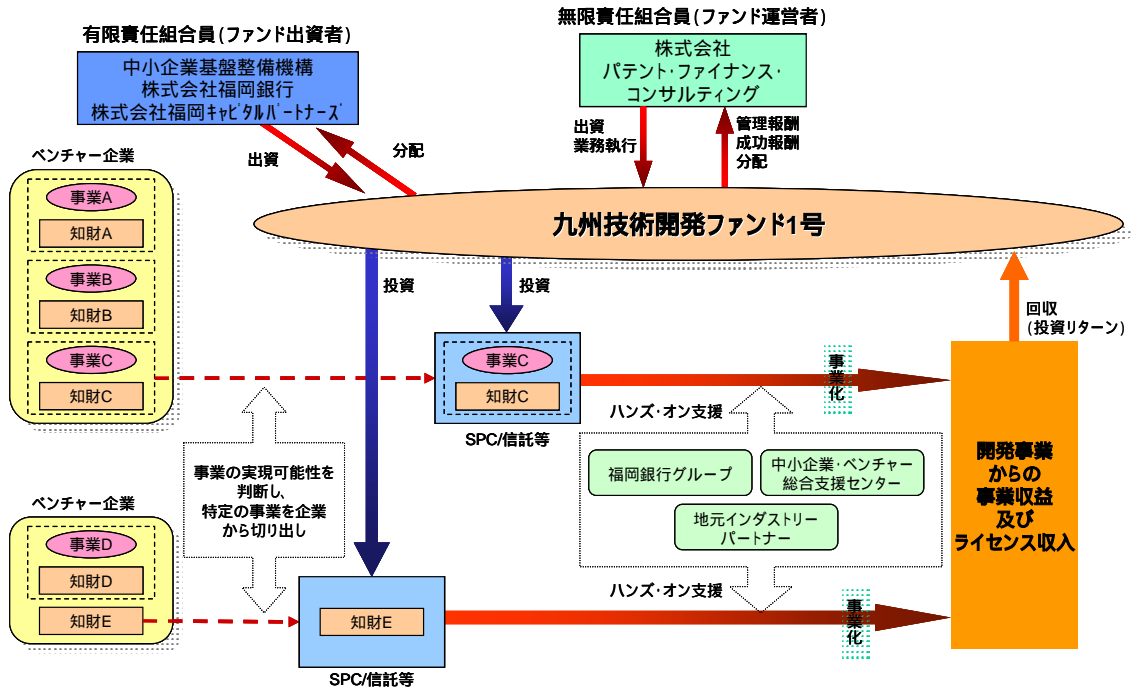 有限責任組合員(ファンド出資者)
中小企業基盤整備機構
株式会社福岡銀行
株式会社福岡ｷｬﾋﾟﾀﾙﾊﾟｰﾄﾅｰｽﾞ
無限責任組合員(ファンド運営者)
株式会社
パテント・ファイナンス・
コンサルティング
出資
分配
出資
業務執行
管理報酬
成功報酬
分配
九州技術開発ファンド1号
ベンチャー企業
事業A
知財A
事業B
知財B
事業C
知財C
投資
投資
事業C
知財C
SPC/信託等
事業化
回収
(投資リターン)
ハンズ・オン支援
福岡銀行グループ
中小企業・ベンチャー
総合支援センター
地元インダストリー
パートナー
ハンズ・オン支援
事業の実現可能性を
判断し、
特定の事業を企業
から切り出し
開発事業
からの
事業収益
及び
ライセンス収入
ベンチャー企業
事業D
知財D
知財E
知財E
SPC/信託等
事業化